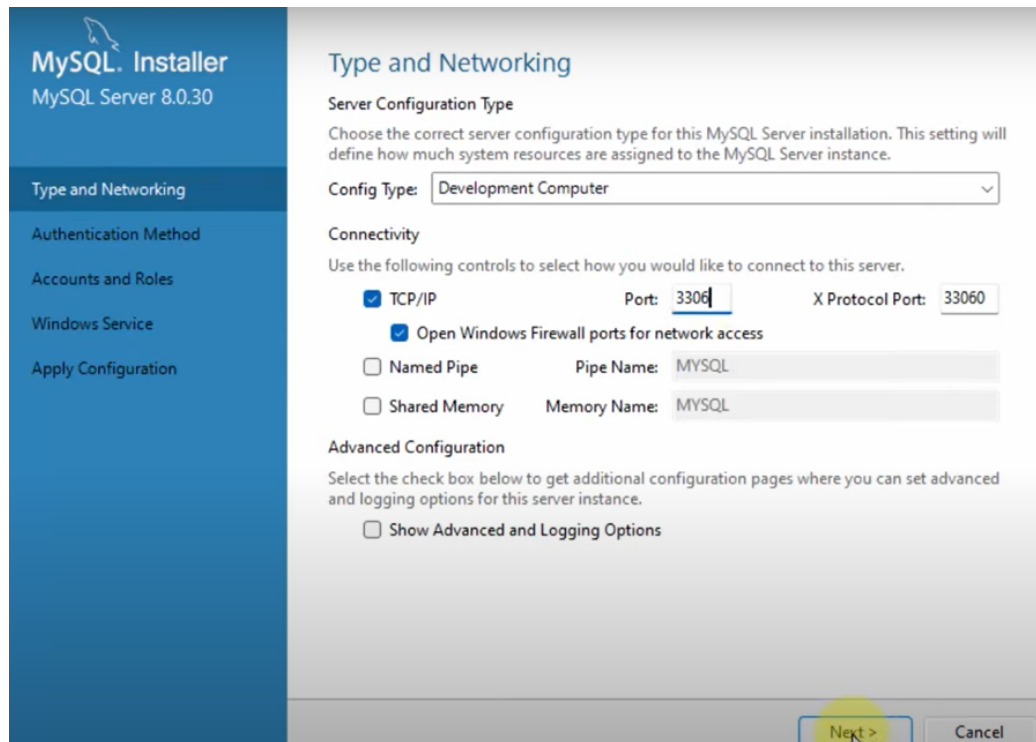 MySQL. Installer
MySQL Server 8.0.30
Type and Networking
Authentication Method
Accounts and Roles
Windows Service
Apply Configuration
Type and Networking
Server Configuration Type
Choose the correct server configuration type for this MySQL Server installation. This setting will
define how much system resources are assigned to the MySQL Server instance.
Config Type: Development Computer
Connectivity
Use the following controls to select how you would like to connect to this server.
TCP/IP Port: 3306 X Protocol Port: 33060
Open Windows Firewall ports for network access
Named Pipe Pipe Name: MYSQL
Shared Memory Memory Name: MYSQL
Advanced Configuration
Select the check box below to get additional configuration pages where you can set advanced
and logging options for this server instance.
Show Advanced and Logging Options
Next > Cancel